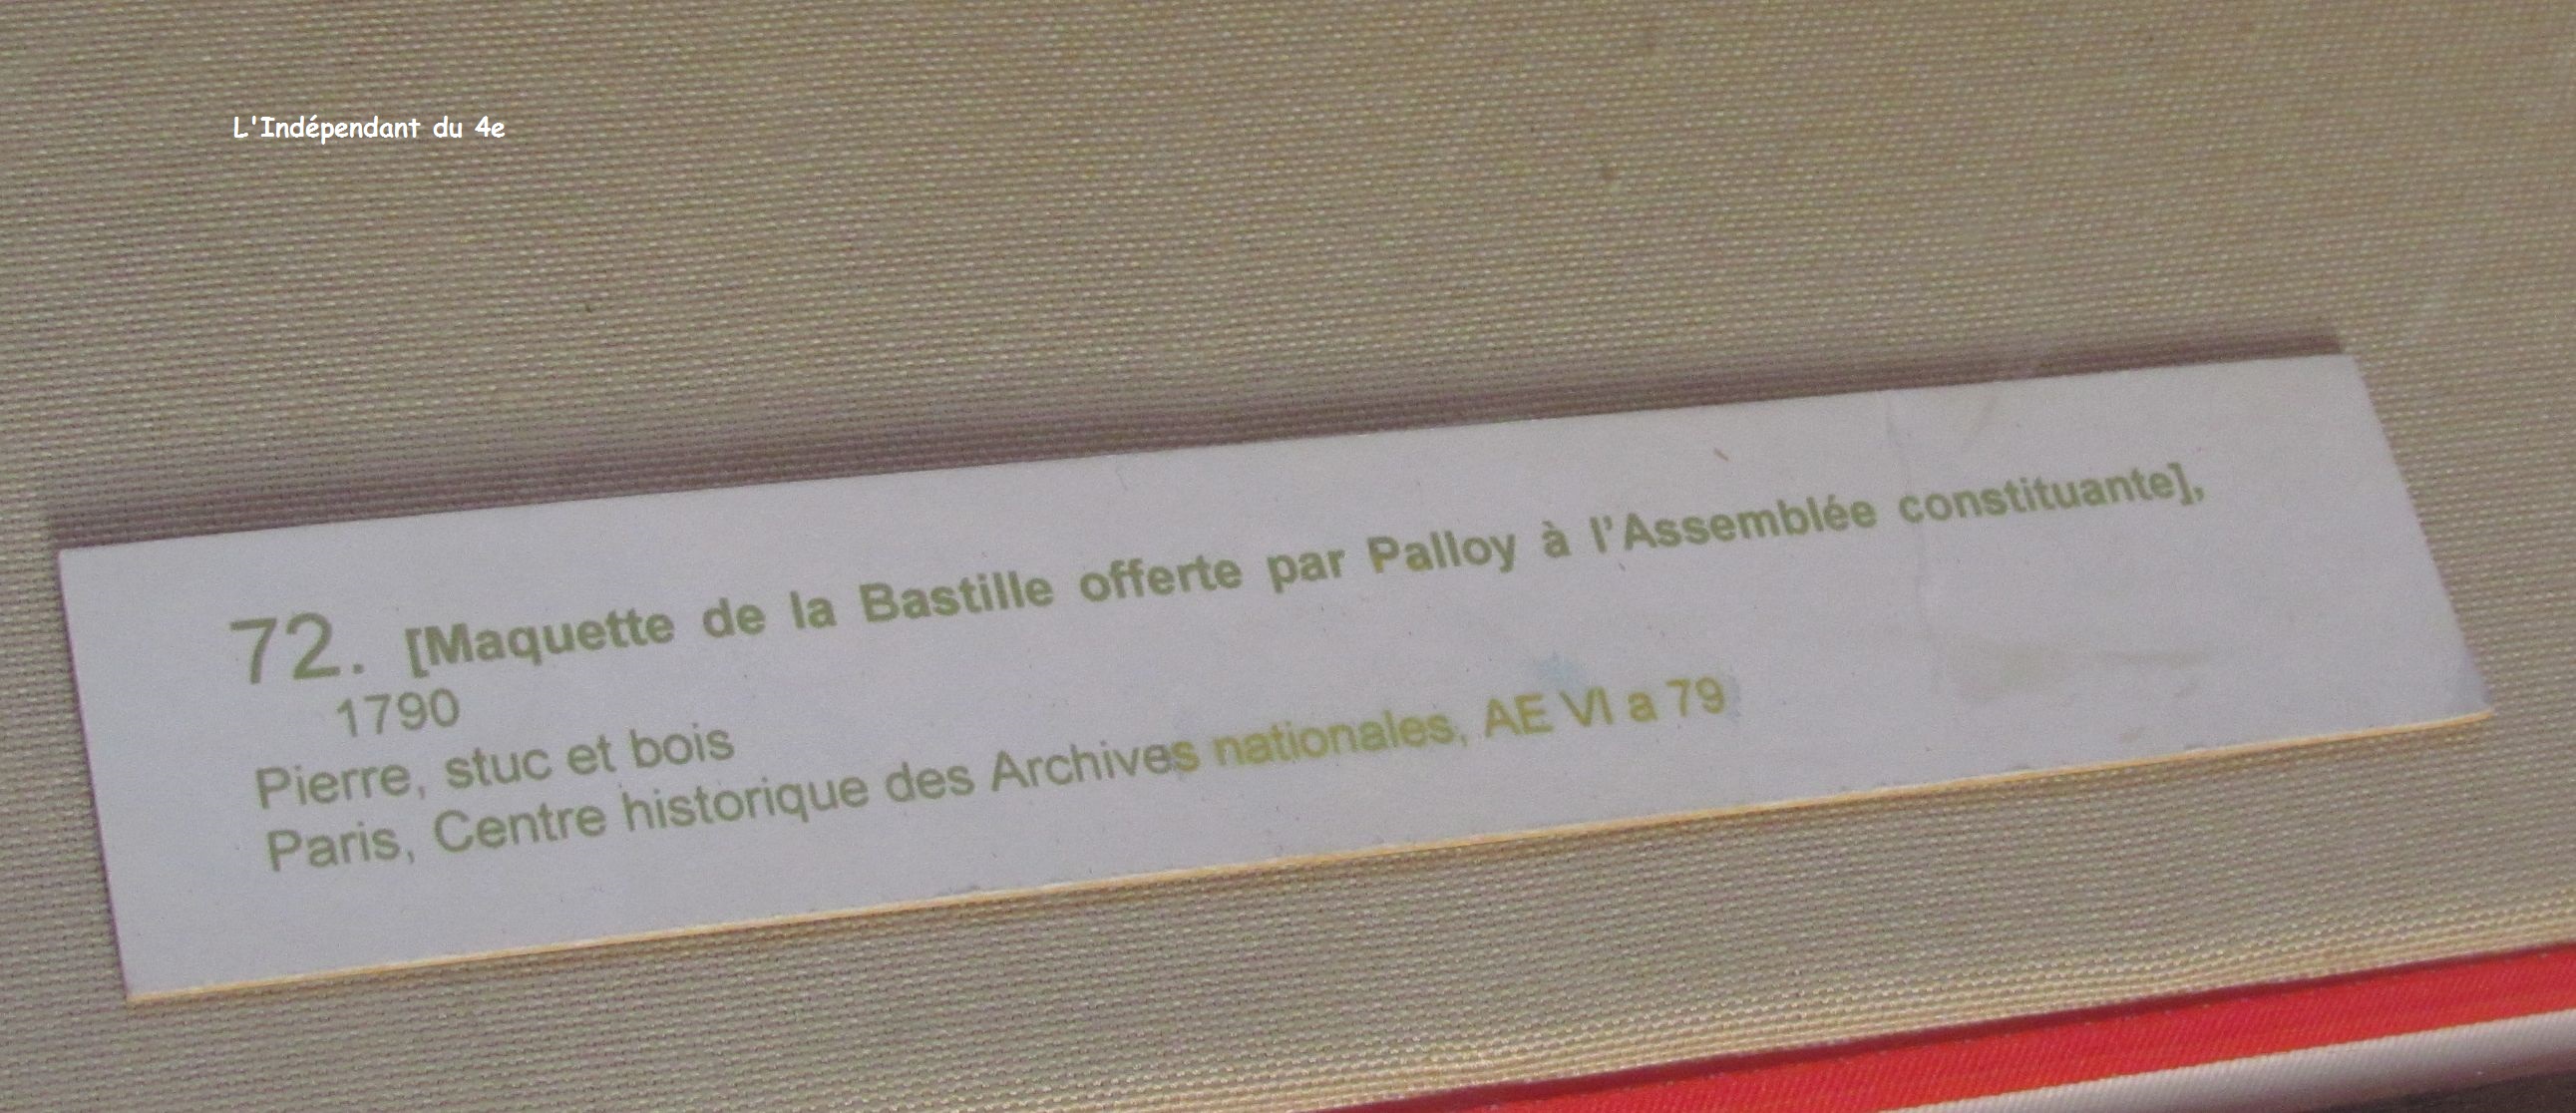 L'Indépendant du 4e
72. [Maquette de la Bastille offerte par Palloy à l'Assemblée constituante],
1790
Pierre, stuc et bois
Paris, Centre historique des Archives nationales, AE VI a 79